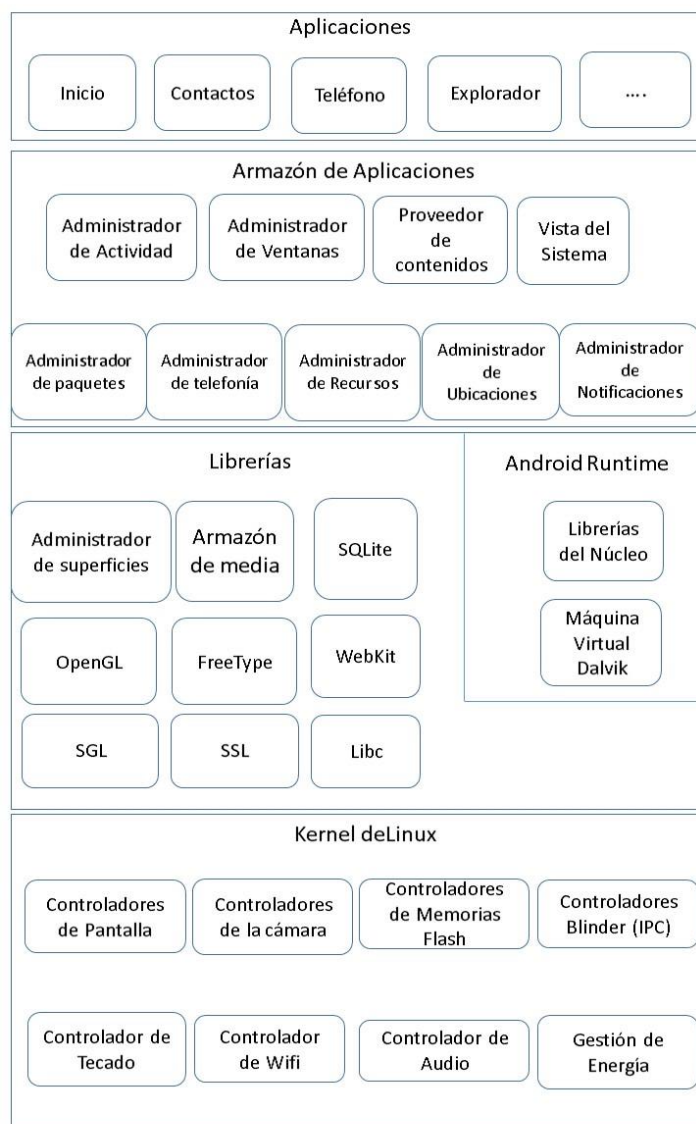 Aplicaciones
Inicio
Contactos
Teléfono
Explorador
....
Armazón de Aplicaciones
Administrador
de Actividad
Administrador
de Ventanas
Proveedor
de
contenidos
Vista del
Sistema
Administrador
de paquetes
Administrador
de telefonía
Administrador
de Recursos
Administrador
de
Ubicaciones
Administrador
de
Notificaciones
Librerías
Administrador
de superficies
Armazón
de media
SQLite
OpenGL
FreeType
WebKit
SGL
SSL
Libc
Android Runtime
Librerías
del Núcleo
Máquina
Virtual
Dalvik
Kernel deLinux
Controladores
de Pantalla
Controladores
de la cámara
Controladores
de Memorias
Flash
Controladores
Blinder (IPC)
Controlador de
Tecado
Controlador
de Wifi
Controlador de
Audio
Gestión de
Energía